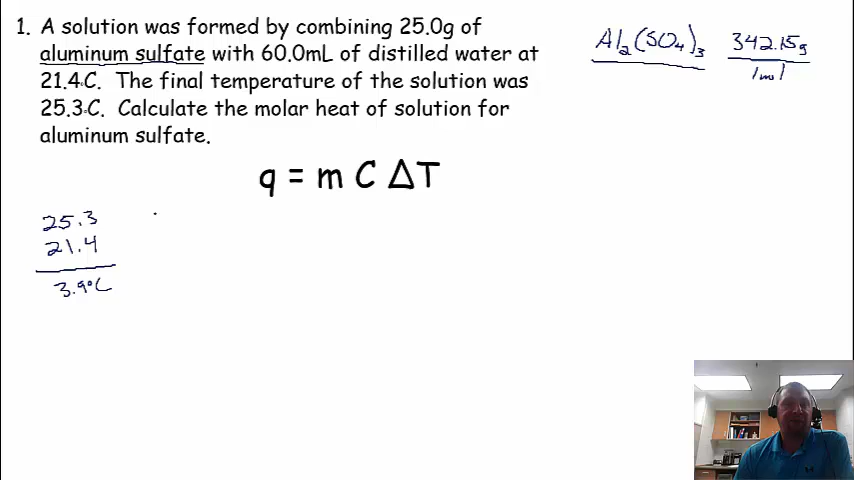 1. A solution was formed by combining 25.0g of
aluminum sulfate with 60.0mL of distilled water at
21.4◦C. The final temperature of the solution was
25.3◦C. Calculate the molar heat of solution for
aluminum sulfate.
Al₂(SO₄)₃ 342.15g
1mol
q = m C ΔT
25.3
21.4
3.9°C